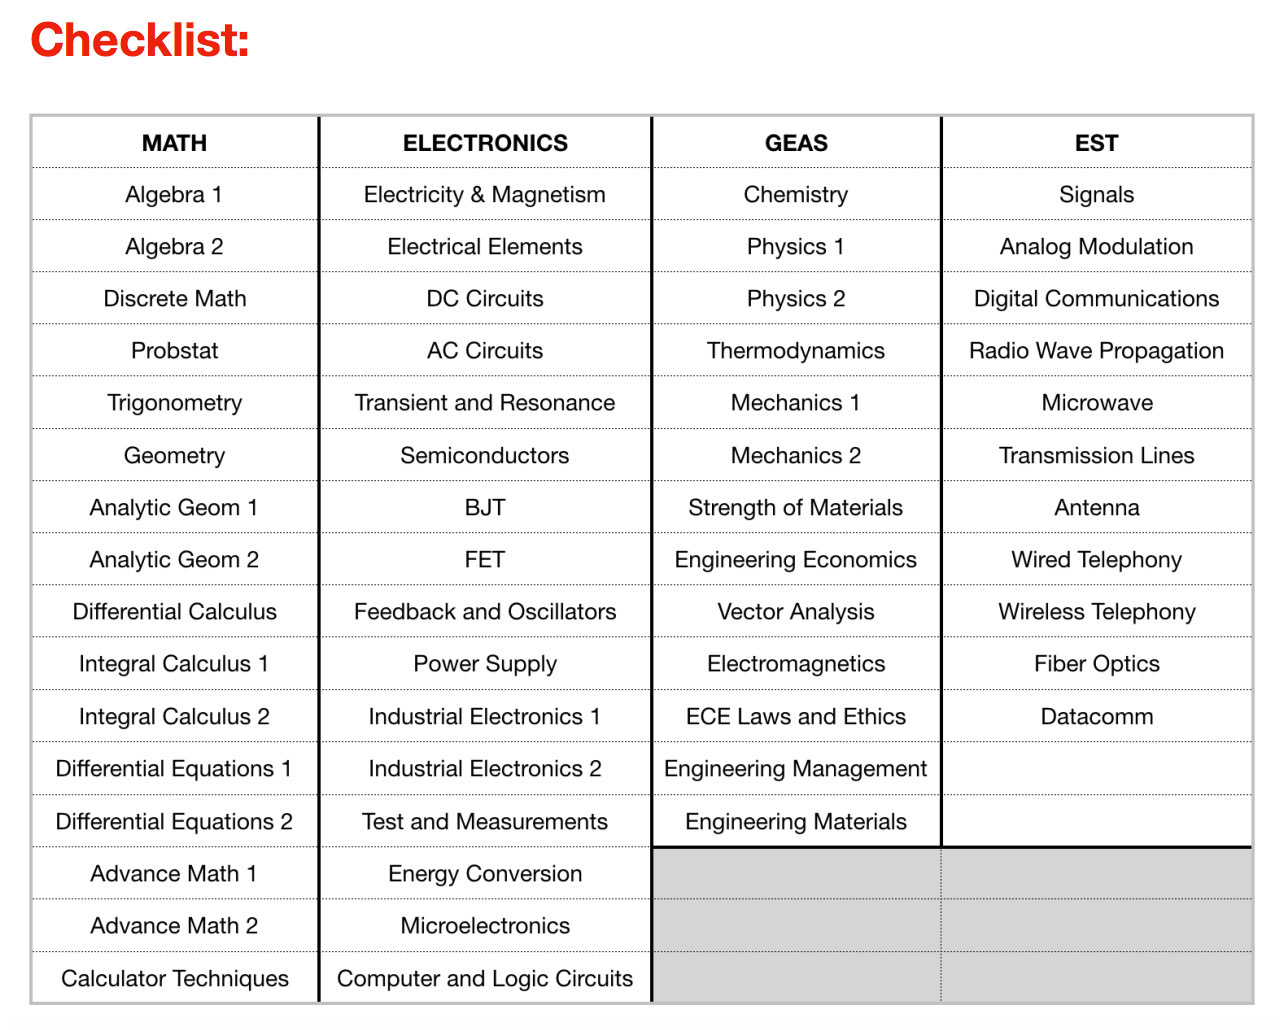 Checklist:
MATH ELECTRONICS GEAS EST
Algebra 1 Electricity & Magnetism Chemistry Signals
Algebra 2 Electrical Elements Physics 1 Analog Modulation
Discrete Math DC Circuits Physics 2 Digital Communications
Probstat AC Circuits Thermodynamics Radio Wave Propagation
Trigonometry Transient and Resonance Mechanics 1 Microwave
Geometry Semiconductors Mechanics 2 Transmission Lines
Analytic Geom 1 BJT Strength of Materials Antenna
Analytic Geom 2 FET Engineering Economics Wired Telephony
Differential Calculus Feedback and Oscillators Vector Analysis Wireless Telephony
Integral Calculus 1 Power Supply Electromagnetics Fiber Optics
Integral Calculus 2 Industrial Electronics 1 ECE Laws and Ethics Datacomm
Differential Equations 1 Industrial Electronics 2 Engineering Management
Differential Equations 2 Test and Measurements Engineering Materials
Advance Math 1 Energy Conversion
Advance Math 2 Microelectronics
Calculator Techniques Computer and Logic Circuits